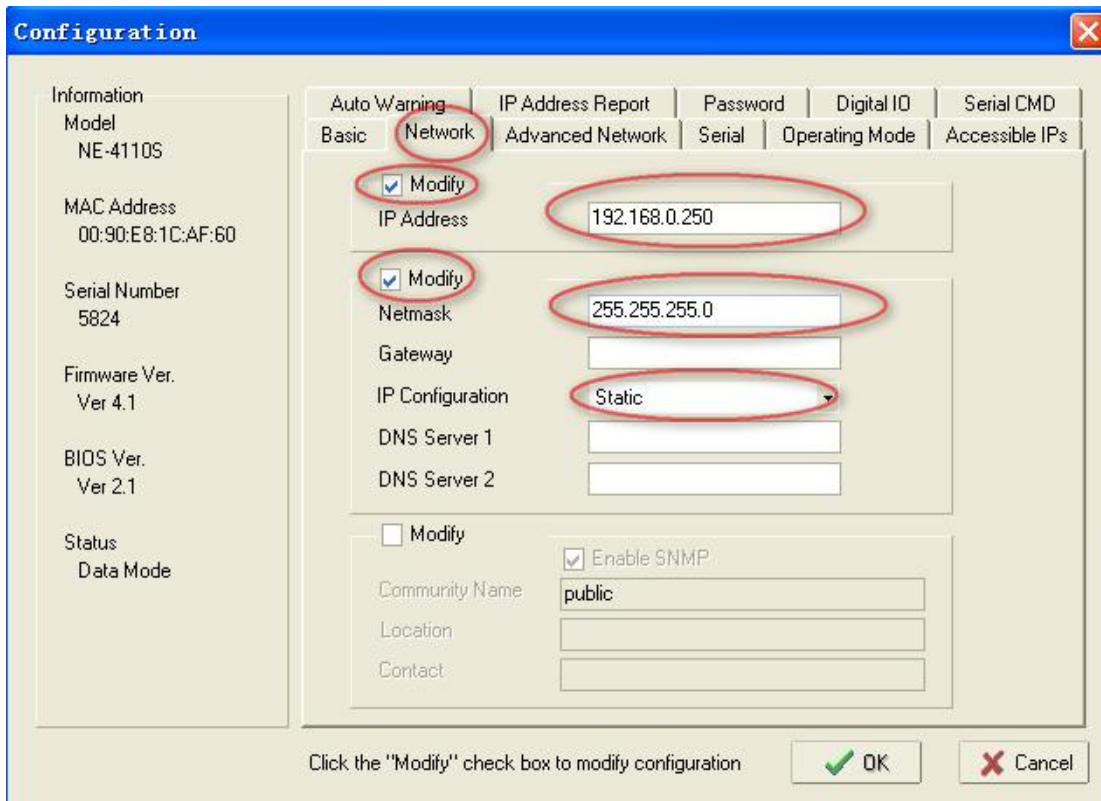 Configuration
Information
Model
NE-4110S
MAC Address
00:90:E8:1C:AF:60
Serial Number
5824
Firmware Ver.
Ver 4.1
BIOS Ver.
Ver 2.1
Status
Data Mode
Auto Warning IP Address Report Password Digital IO Serial CMD
Basic Network Advanced Network Serial Operating Mode Accessible IPs
Modify
IP Address 192.168.0.250
Modify
Netmask 255.255.255.0
Gateway
IP Configuration Static
DNS Server 1
DNS Server 2
Modify
Enable SNMP
Community Name public
Location
Contact
Click the "Modify" check box to modify configuration OK Cancel